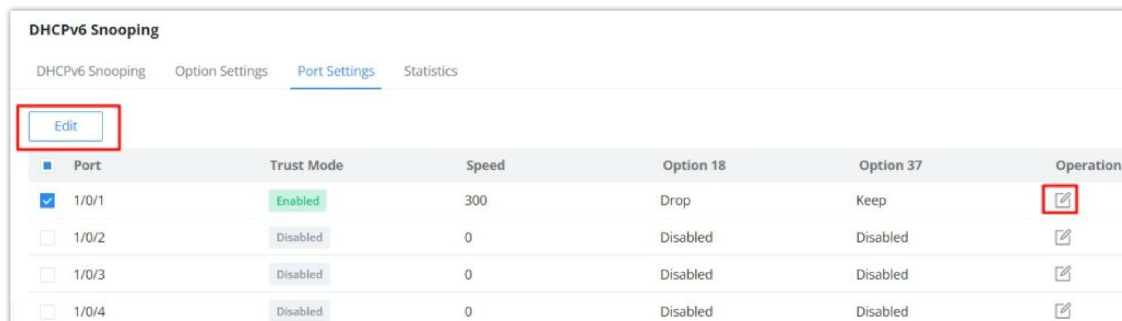 DHCPv6 Snooping
DHCPv6 Snooping Option Settings Port Settings Statistics
Edit
Port Trust Mode Speed Option 18 Option 37 Operation
1/0/1 Enabled 300 Drop Keep
1/0/2 Disabled 0 Disabled Disabled
1/0/3 Disabled 0 Disabled Disabled
1/0/4 Disabled 0 Disabled Disabled